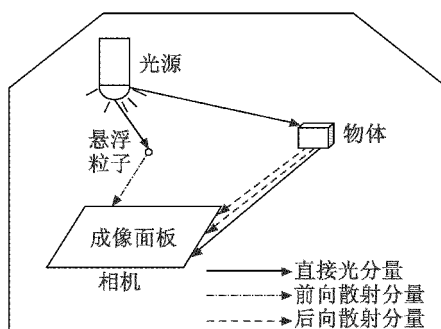 光源
悬浮
粒子
物体
成像面板
相机
直接光分量
前向散射分量
后向散射分量